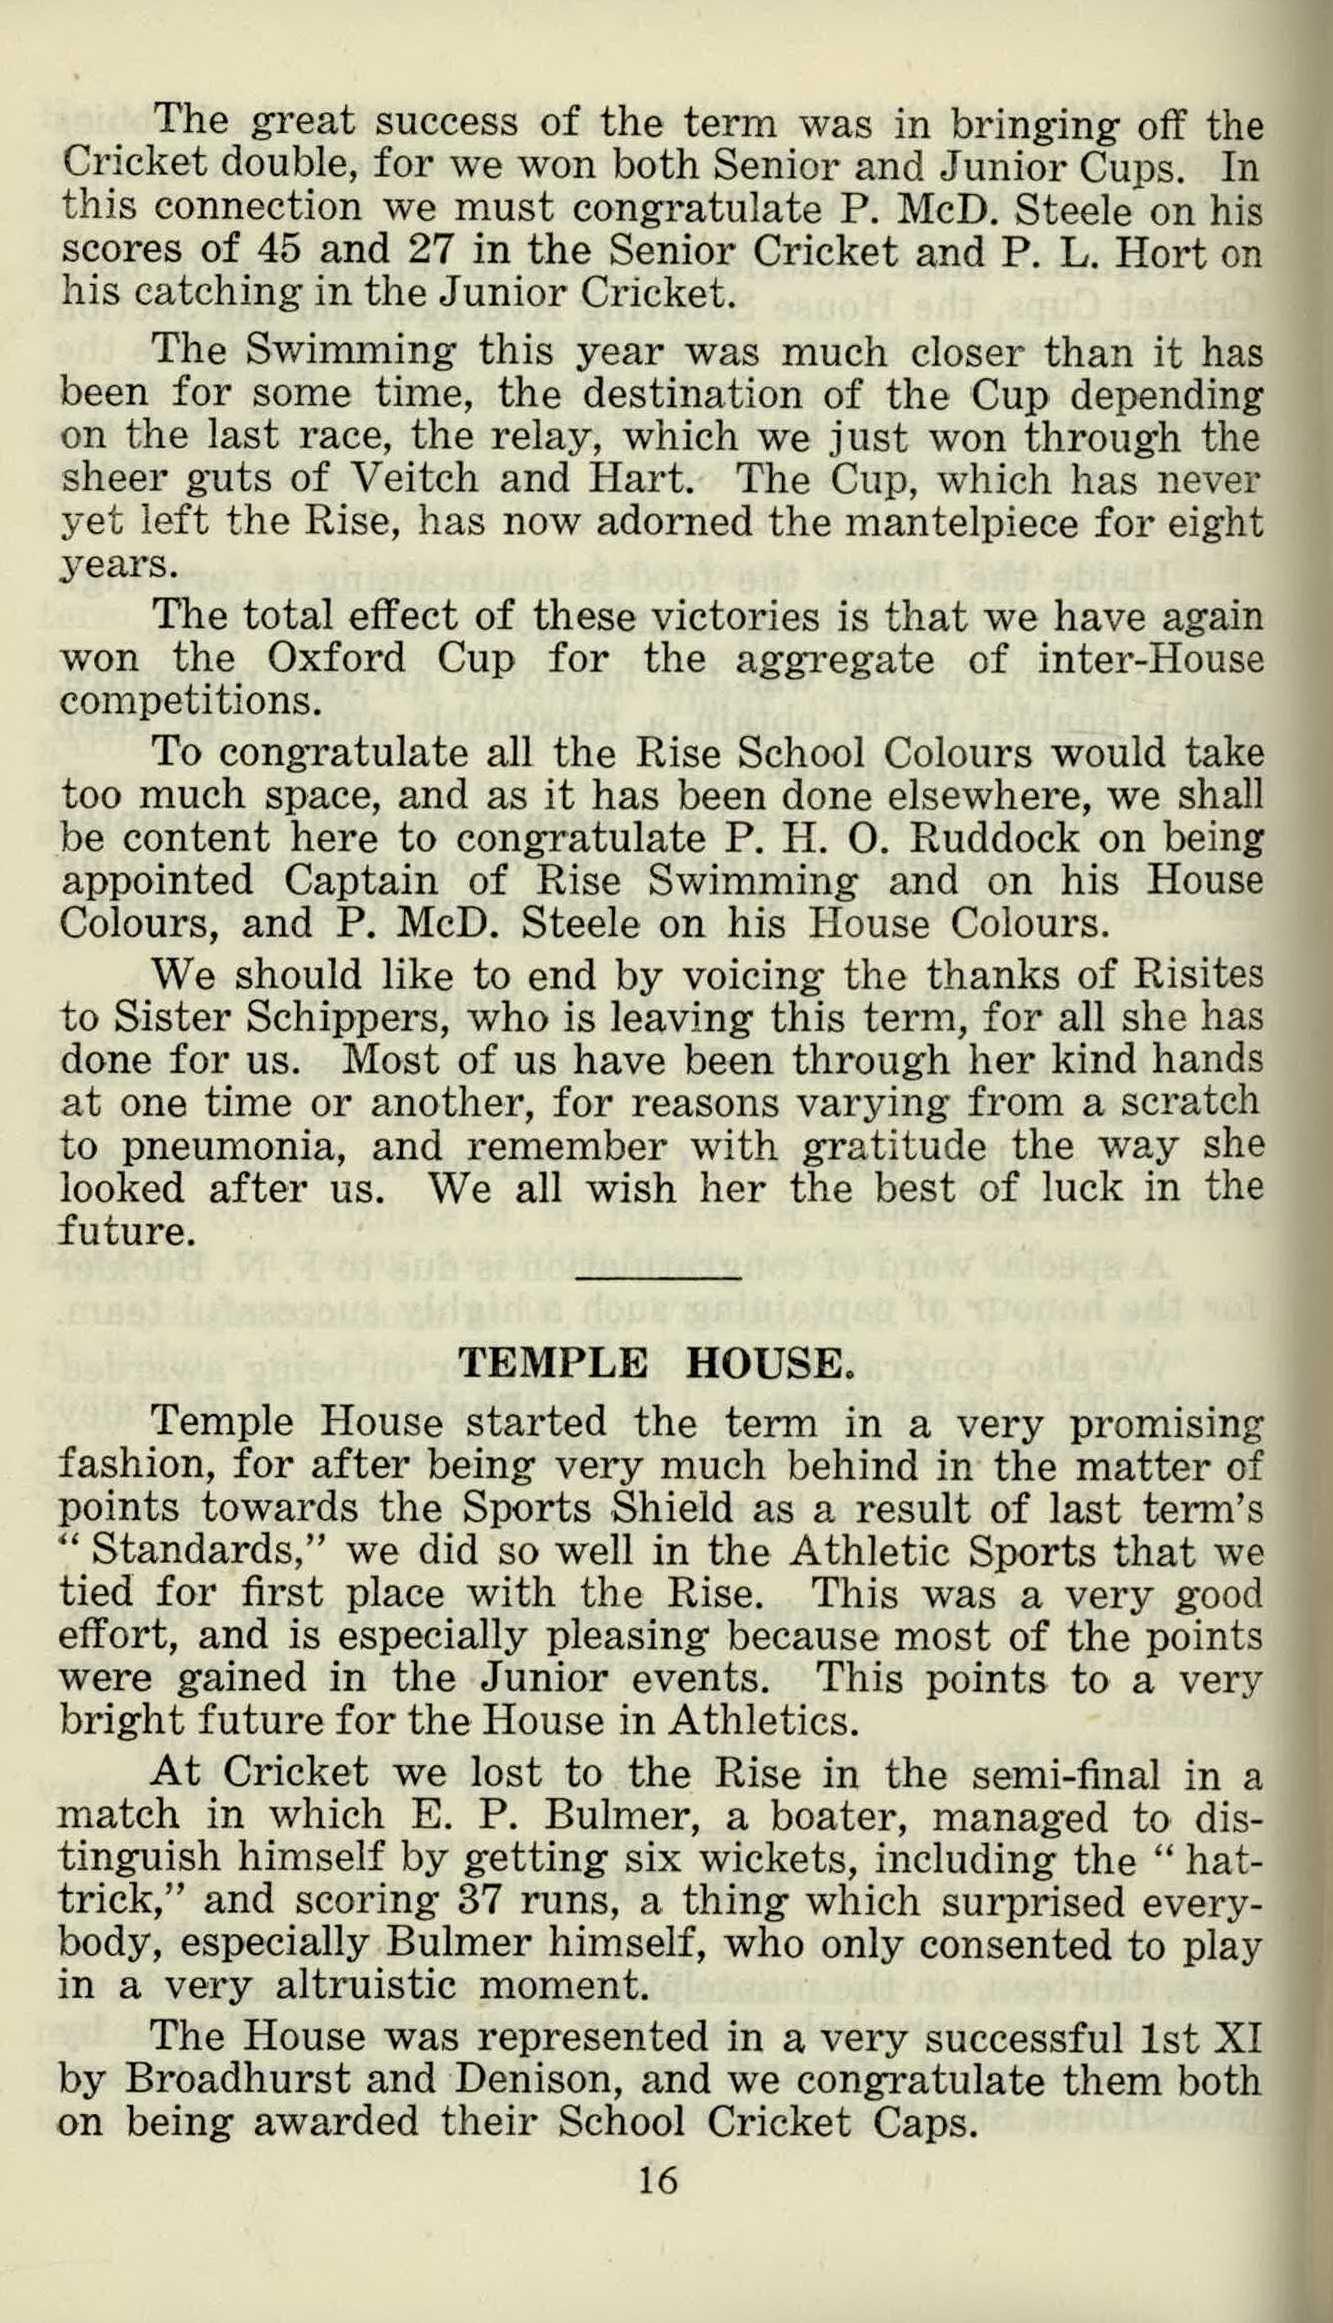 The great success of the term was in bringing off the
Cricket double, for we won both Senior and Junior Cups. In
this connection we must congratulate P. McD. Steele on his
scores of 45 and 27 in the Senior Cricket and P. L. Hort on
his catching in the Junior Cricket.
The Swimming this year was much closer than it has
been for some time, the destination of the Cup depending
on the last race, the relay, which we just won through the
sheer guts of Veitch and Hart. The Cup, which has never
yet left the Rise, has now adorned the mantelpiece for eight
years.
The total effect of these victories is that we have again
won the Oxford Cup for the aggregate of inter-House
competitions.
To congratulate all the Rise School Colours would take
too much space, and as it has been done elsewhere, we shall
be content here to congratulate P. H. O. Ruddock on being
appointed Captain of Rise Swimming and on his House
Colours, and P. McD. Steele on his House Colours.
We should like to end by voicing the thanks of Risites
to Sister Schippers, who is leaving this term, for all she has
done for us. Most of us have been through her kind hands
at one time or another, for reasons varying from a scratch
to pneumonia, and remember with gratitude the way she
looked after us. We all wish her the best of luck in the
future.
TEMPLE HOUSE.
Temple House started the term in a very promising
fashion, for after being very much behind in the matter of
points towards the Sports Shield as a result of last term's
“ Standards,” we did so well in the Athletic Sports that we
tied for first place with the Rise. This was a very good
effort, and is especially pleasing because most of the points
were gained in the Junior events. This points to a very
bright future for the House in Athletics.
At Cricket we lost to the Rise in the semi-final in a
match in which E. P. Bulmer, a boater, managed to dis-
tinguish himself by getting six wickets, including the “ hat-
trick,” and scoring 37 runs, a thing which surprised every-
body, especially Bulmer himself, who only consented to play
in a very altruistic moment.
The House was represented in a very successful 1st XI
by Broadhurst and Denison, and we congratulate them both
on being awarded their School Cricket Caps.
16